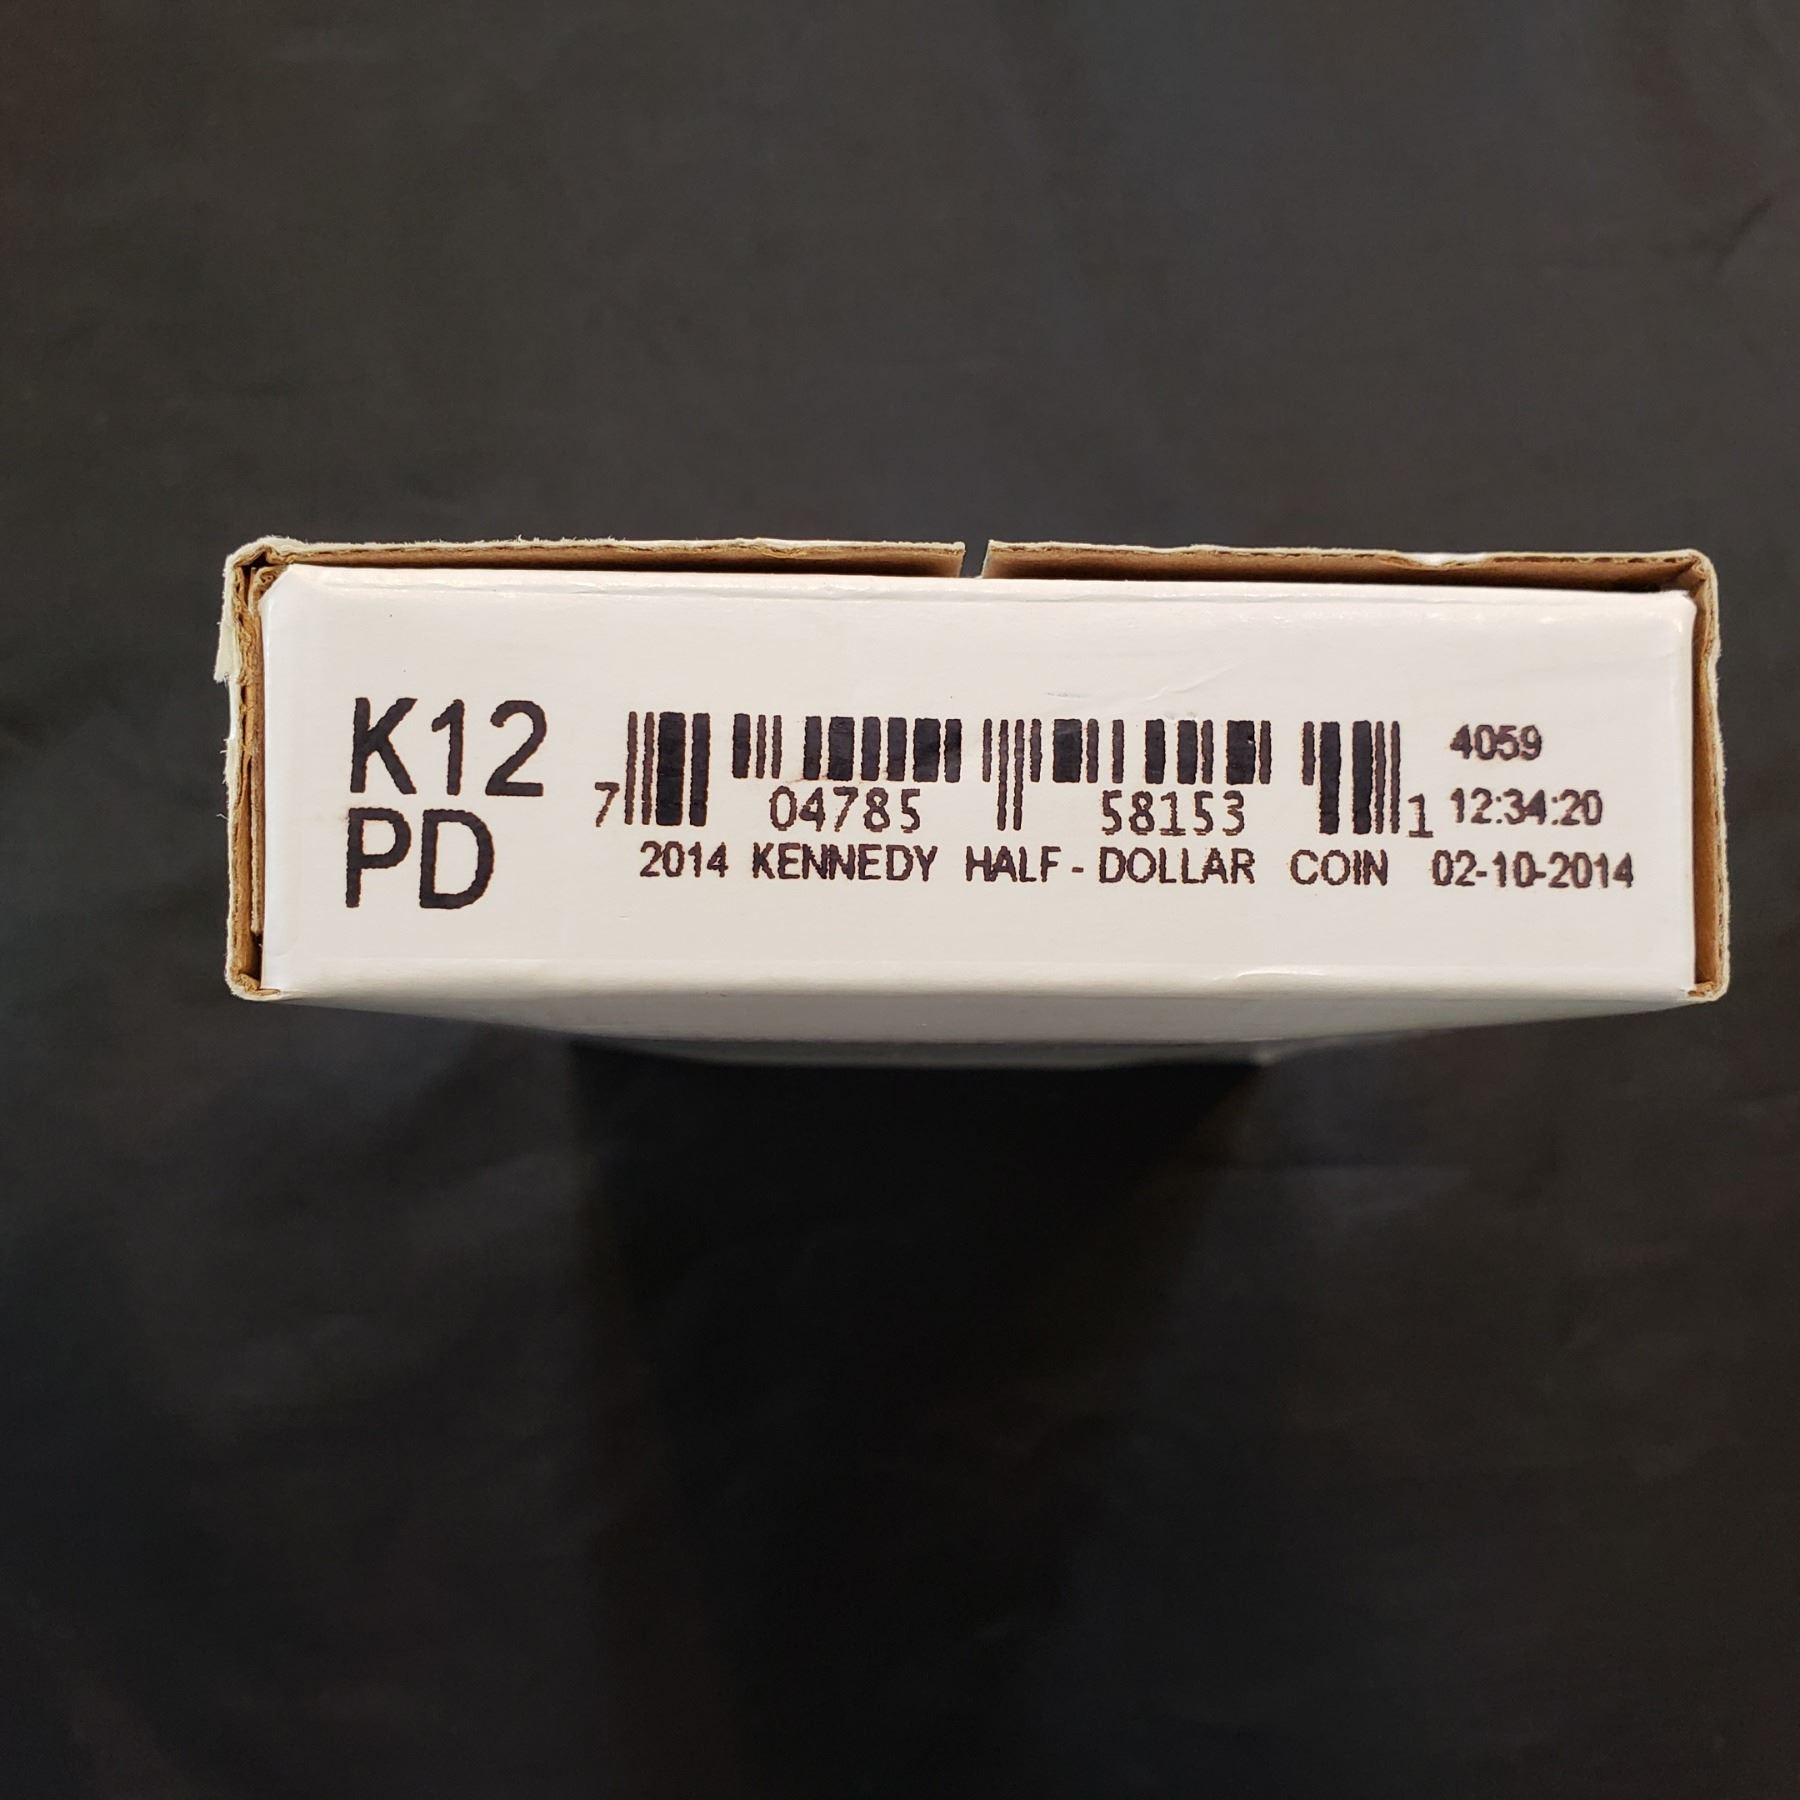 K12
PD
7 04785 58153 1
4059
12:34:20
2014 KENNEDY HALF-DOLLAR COIN 02-10-2014